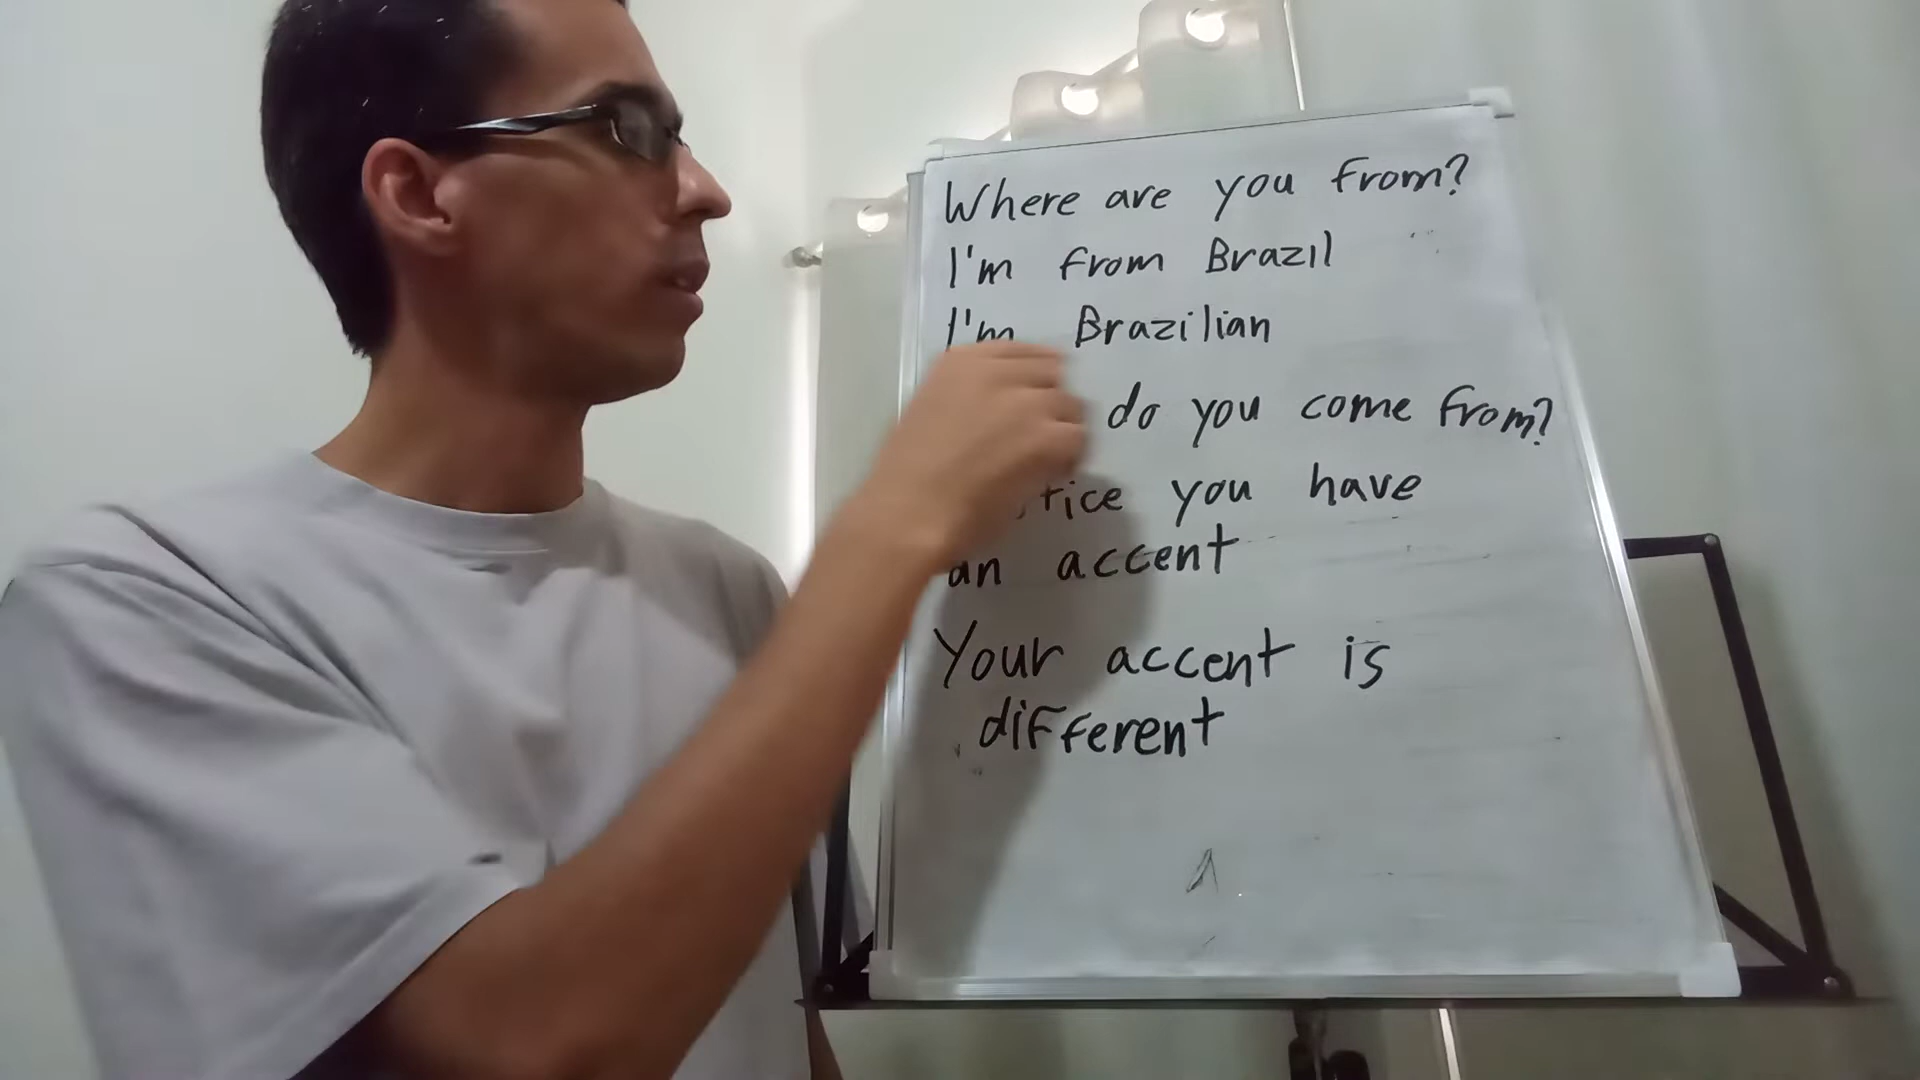 Where are you from?
I'm from Brazil
I'm Brazilian
do you come from?
you have
an accent
Your accent is
different